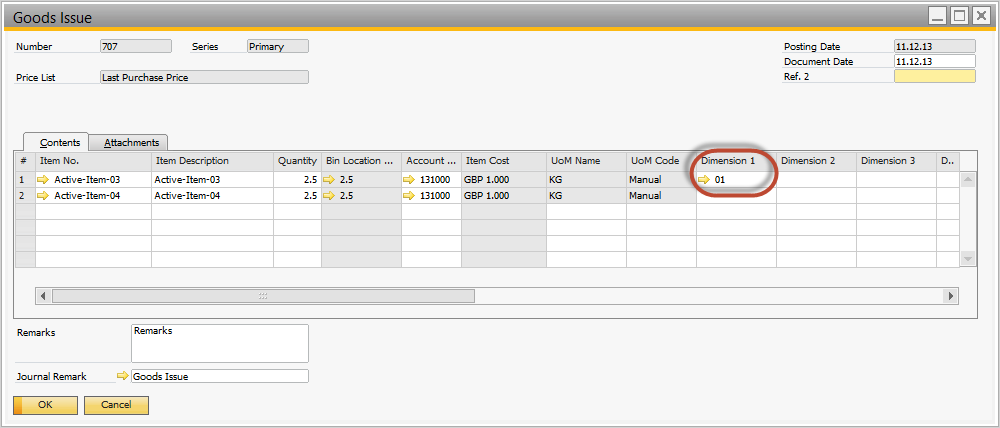 Goods Issue
Number 707 Series Primary Posting Date 11.12.13
Document Date 11.12.13
Price List Last Purchase Price Ref. 2
Contents Attachments
# Item No. Item Description Quantity Bin Location ... Account ... Item Cost UoM Name UoM Code Dimension 1 Dimension 2 Dimension 3 D..
1 Active-Item-03 Active-Item-03 2.5 2.5 131000 GBP 1.000 KG Manual 01
2 Active-Item-04 Active-Item-04 2.5 2.5 131000 GBP 1.000 KG Manual
Remarks Remarks
Journal Remark Goods Issue
OK Cancel